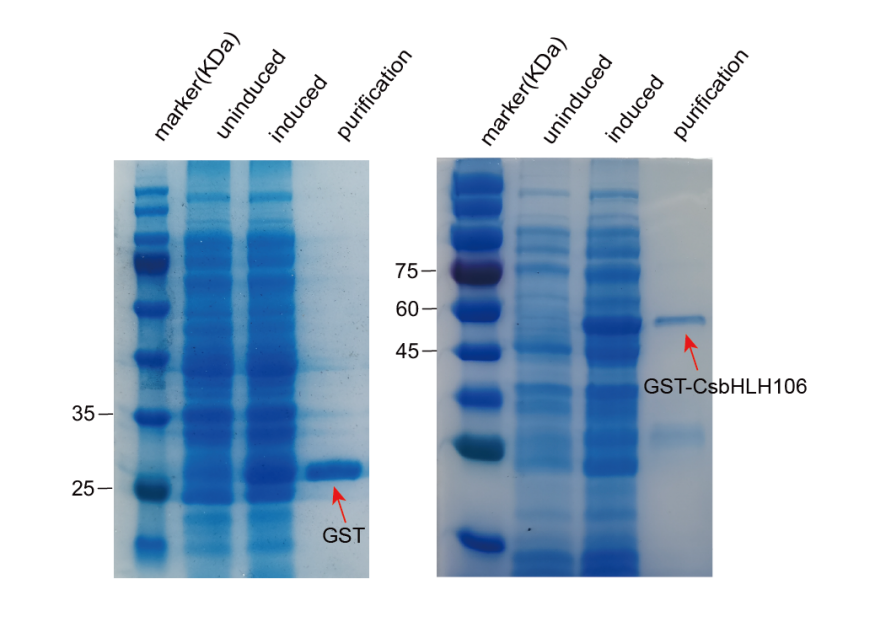 marker(KDa)
uninduced
induced
purification
35
25
GST
marker(KDa)
uninduced
induced
purification
75
60
45
GST-CsbHLH106